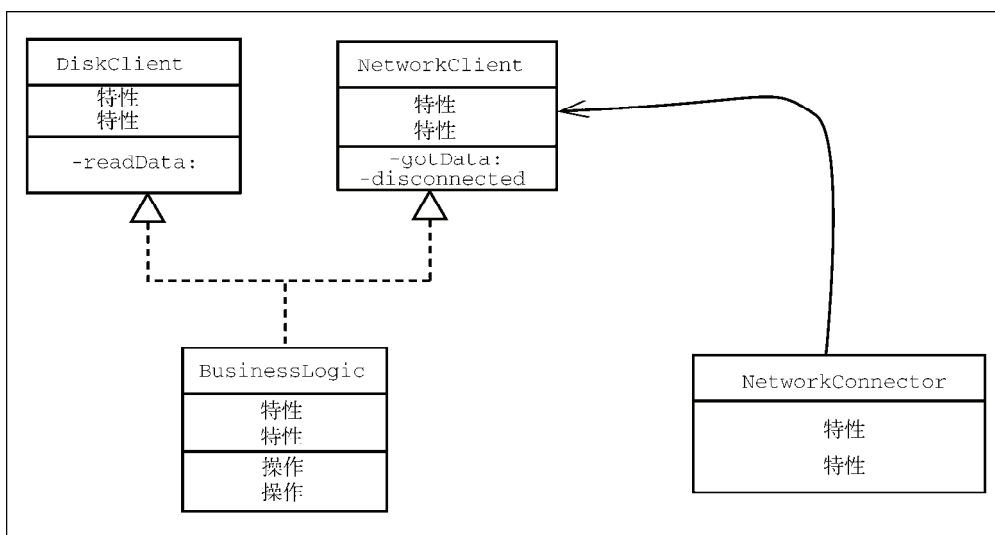 DiskClient
特性
特性
-readData:
NetworkClient
特性
特性
-gotData:
-disconnected
BusinessLogic
特性
特性
操作
操作
NetworkConnector
特性
特性